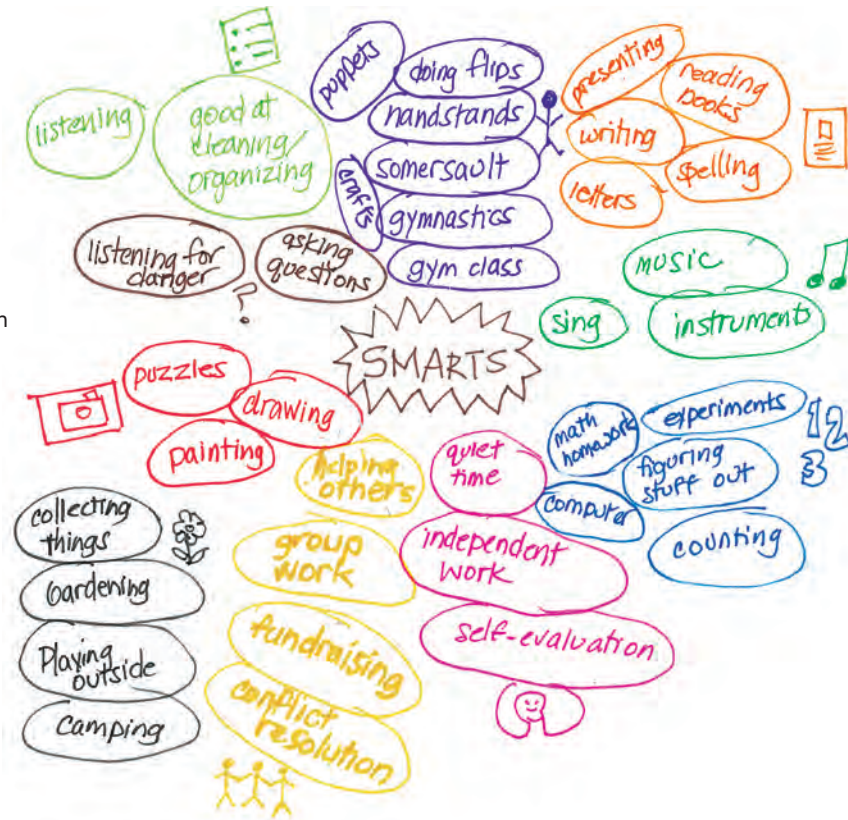 listening
good at
cleaning/
organizing
puppets
doing flips
handstands
somersault
crafts
gymnastics
gym class
presenting
reading
books
writing
spelling
letters
listening for
danger
asking
questions
?
music
sing
instruments
n
SMARTS
puzzles
drawing
painting
helping
others
group
work
fundraising
conflict
resolution
quiet
time
independent
work
self-evaluation
math
homework
experiments
figuring
stuff out
computer
counting
1 2
3
collecting
things
Gardening
Playing
outside
camping